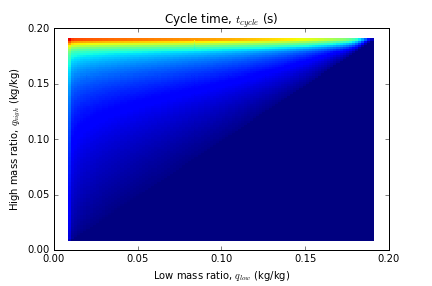 Cycle time, t_cycle (s)
High mass ratio, q_high (kg/kg)
0.20
0.15
0.10
0.05
0.00
0.00 0.05 0.10 0.15 0.20
Low mass ratio, q_low (kg/kg)